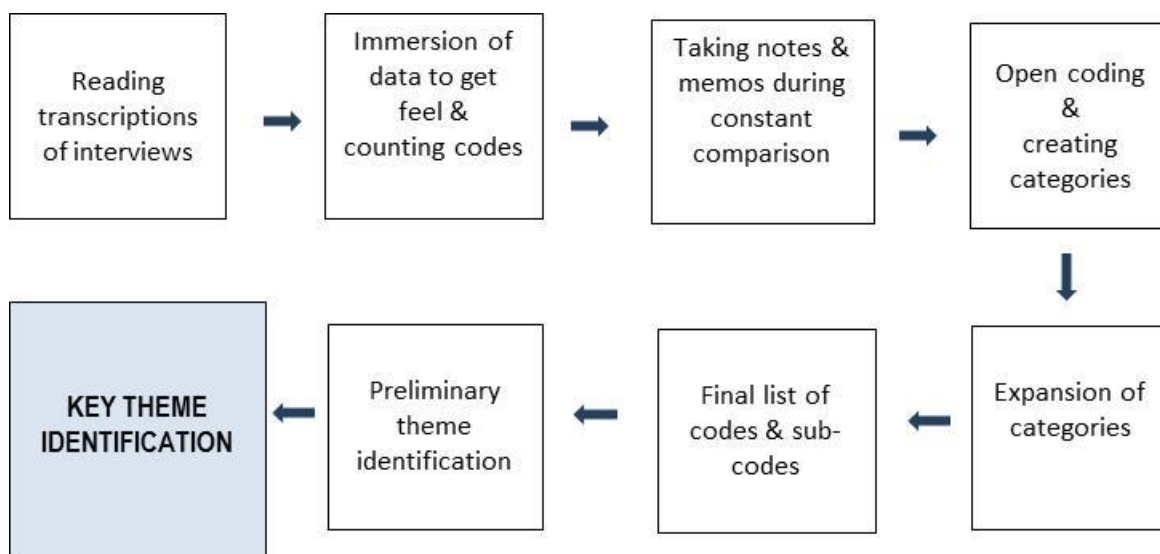 Reading
transcriptions
of interviews
Immersion of
data to get
feel &
counting codes
Taking notes &
memos during
constant
comparison
Open coding
&
creating
categories
Expansion of
categories
Final list of
codes & sub-
codes
Preliminary
theme
identification
KEY THEME
IDENTIFICATION